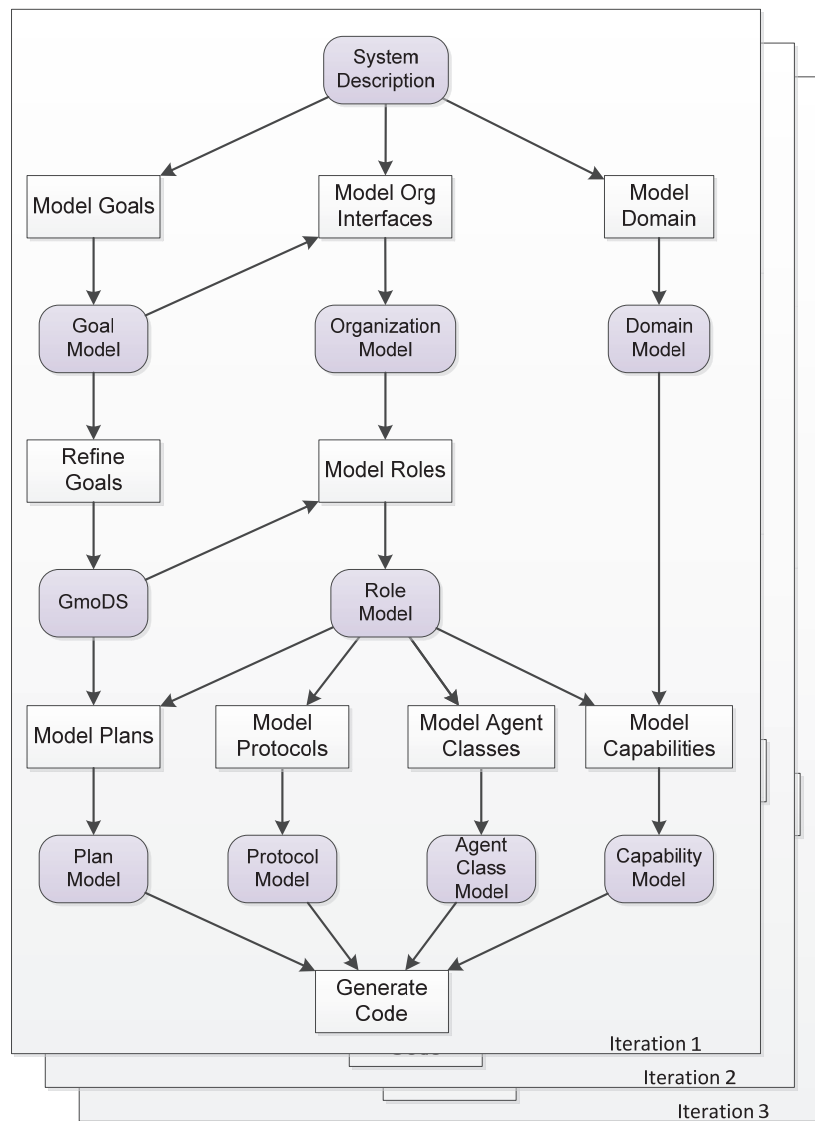 System
Description
Model Goals
Model Org
Interfaces
Model
Domain
Goal
Model
Organization
Model
Domain
Model
Refine
Goals
Model Roles
GmoDS
Role
Model
Model Plans
Model
Protocols
Model Agent
Classes
Model
Capabilities
Plan
Model
Protocol
Model
Agent
Class
Model
Capability
Model
Generate
Code
Iteration 1
Iteration 2
Iteration 3